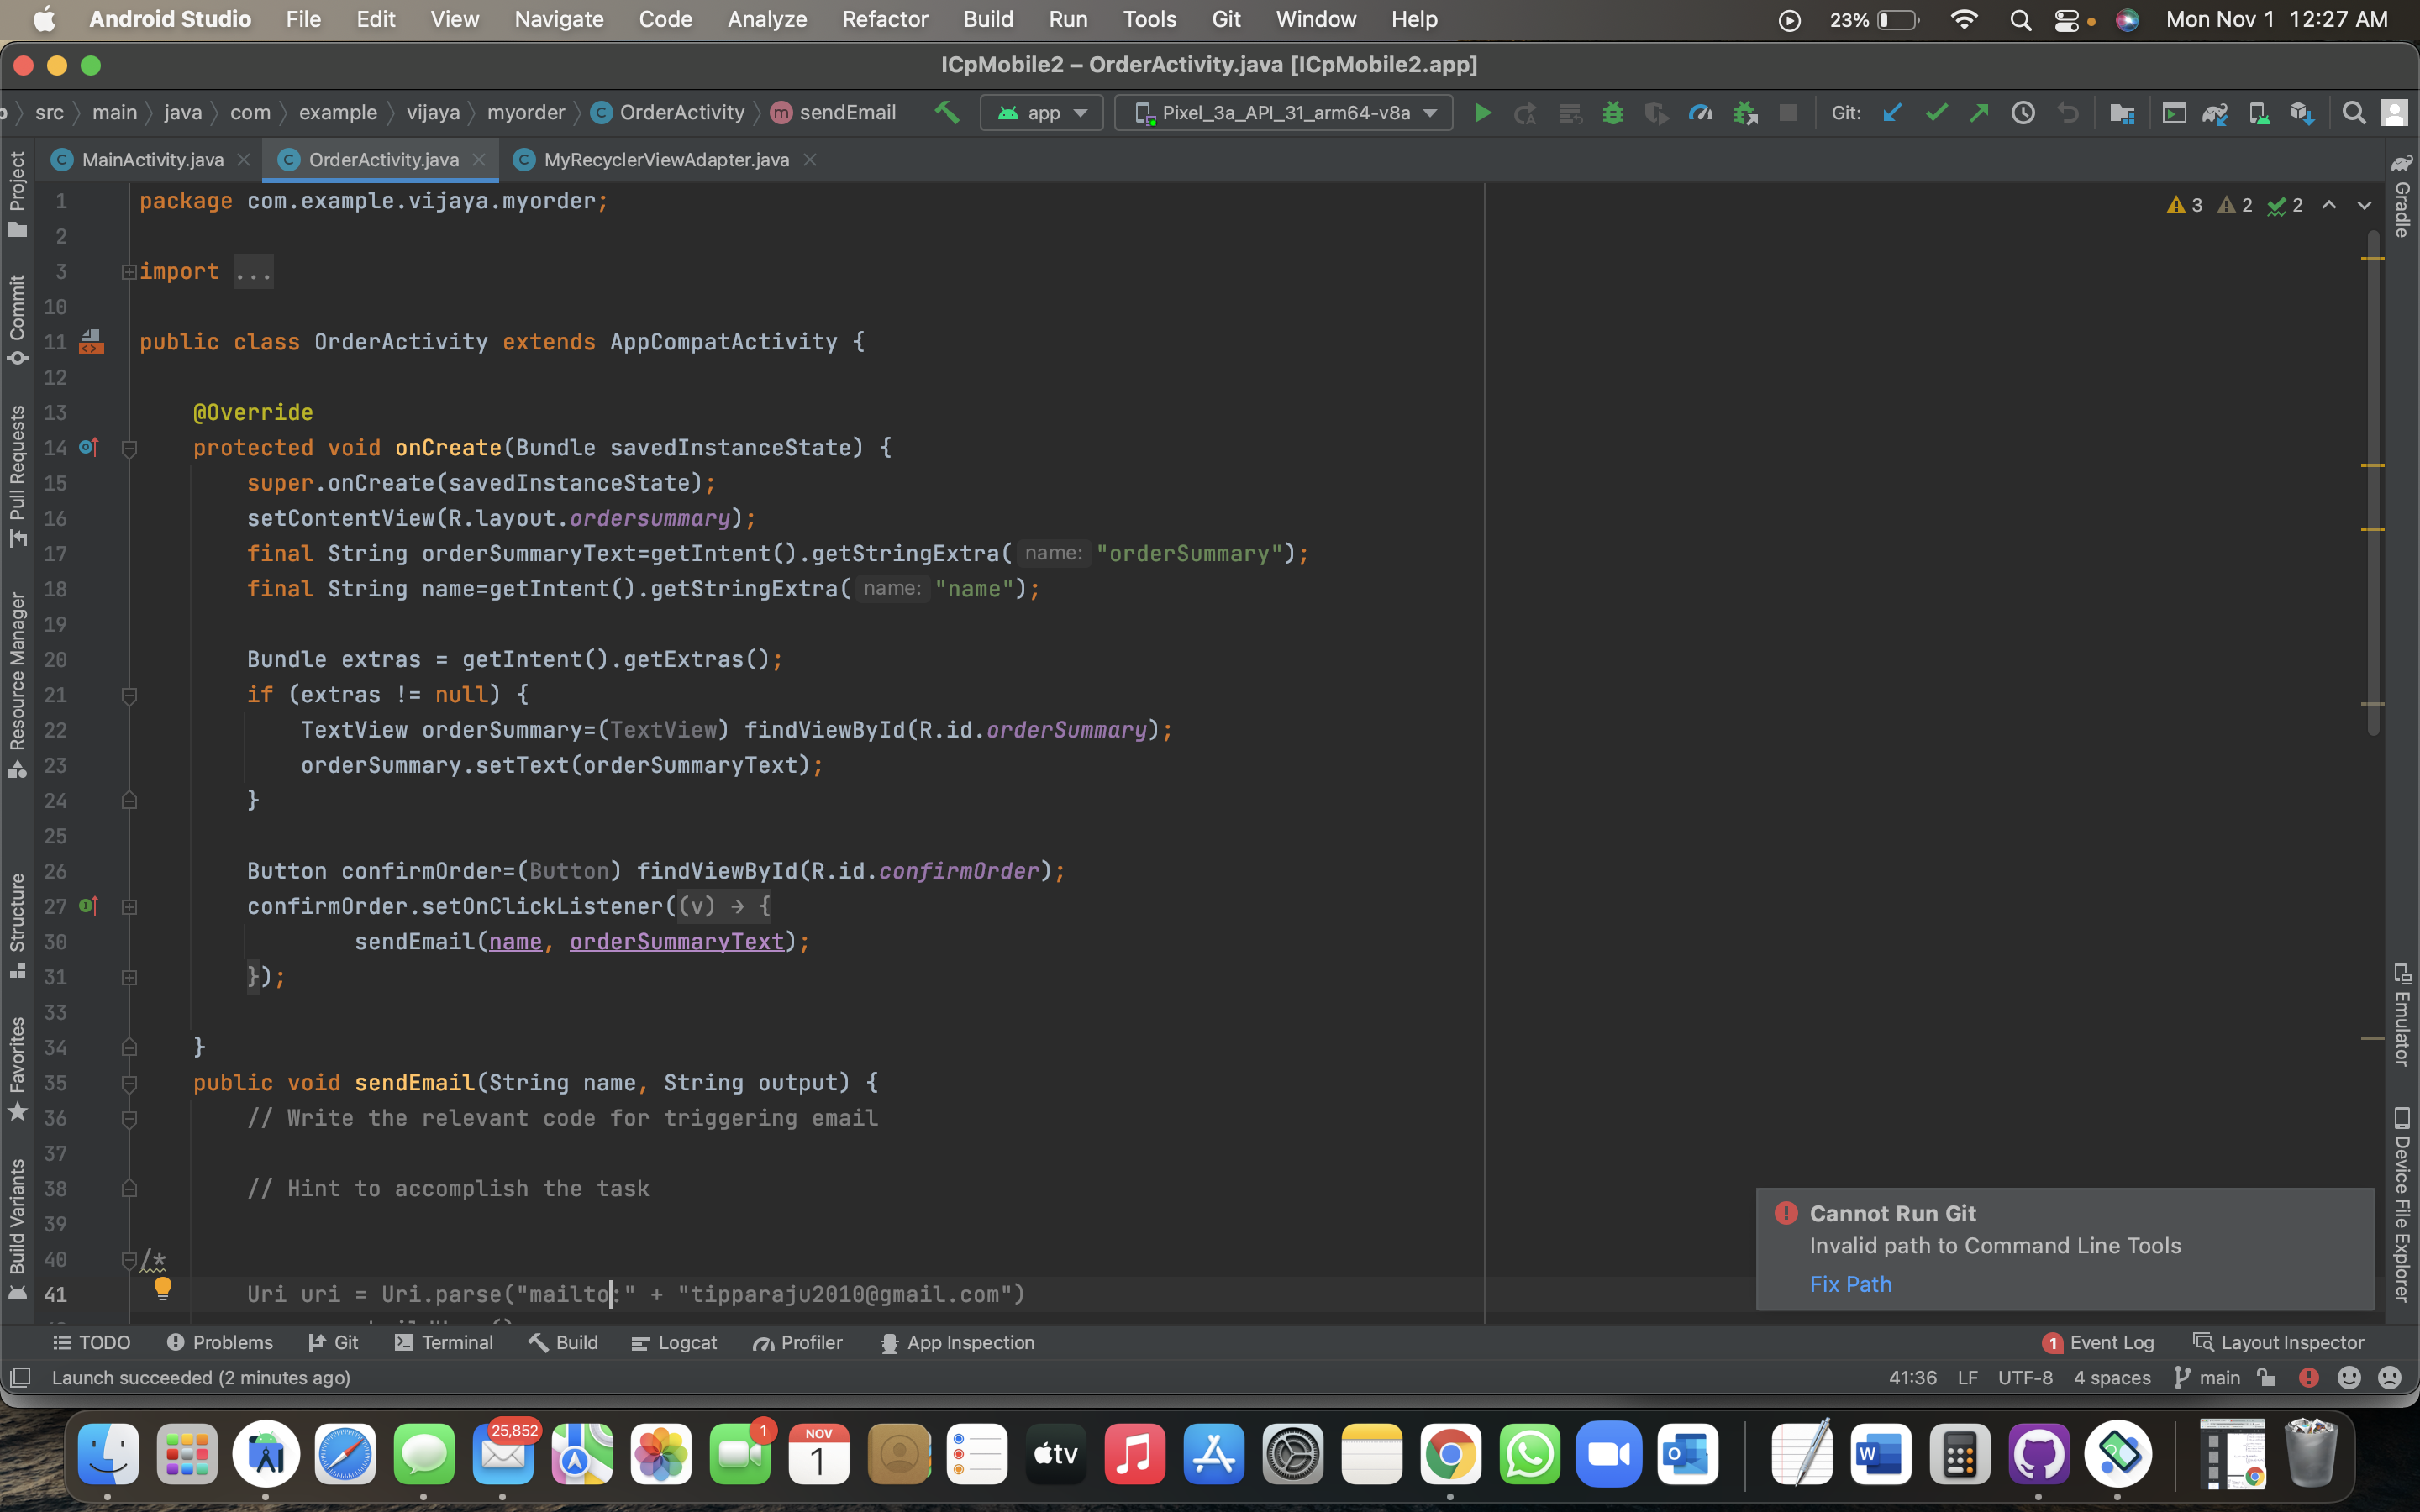 Android Studio File Edit View Navigate Code Analyze Refactor Build Run Tools Git Window Help 23% Mon Nov 1 12:27 AM
ICpMobile2 – OrderActivity.java [ICpMobile2.app]
src main java com example vijaya myorder OrderActivity sendEmail app Pixel_3a_API_31_arm64-v8a Git:
MainActivity.java OrderActivity.java MyRecyclerViewAdapter.java
Project
Commit
Pull Requests
Resource Manager
Structure
Favorites
Build Variants
3 2 2
1 package com.example.vijaya.myorder;
2
3 import ...
10
11 public class OrderActivity extends AppCompatActivity {
12
13 @Override
14 protected void onCreate(Bundle savedInstanceState) {
15 super.onCreate(savedInstanceState);
16 setContentView(R.layout.ordersummary);
17 final String orderSummaryText=getIntent().getStringExtra( name: "orderSummary");
18 final String name=getIntent().getStringExtra( name: "name");
19
20 Bundle extras = getIntent().getExtras();
21 if (extras != null) {
22 TextView orderSummary=(TextView) findViewById(R.id.orderSummary);
23 orderSummary.setText(orderSummaryText);
24 }
25
26 Button confirmOrder=(Button) findViewById(R.id.confirmOrder);
27 confirmOrder.setOnClickListener((v) → {
30 sendEmail(name, orderSummaryText);
31 });
33
34 }
35 public void sendEmail(String name, String output) {
36 // Write the relevant code for triggering email
37
38 // Hint to accomplish the task
39
40 /*
41 Uri uri = Uri.parse("mailto:" + "tipparaju2010@gmail.com")
Gradle
Emulator
Device File Explorer
Cannot Run Git
Invalid path to Command Line Tools
Fix Path
TODO Problems Git Terminal Build Logcat Profiler App Inspection 1 Event Log Layout Inspector
Launch succeeded (2 minutes ago) 41:36 LF UTF-8 4 spaces main
25,852
1
NOV
1
tv
W